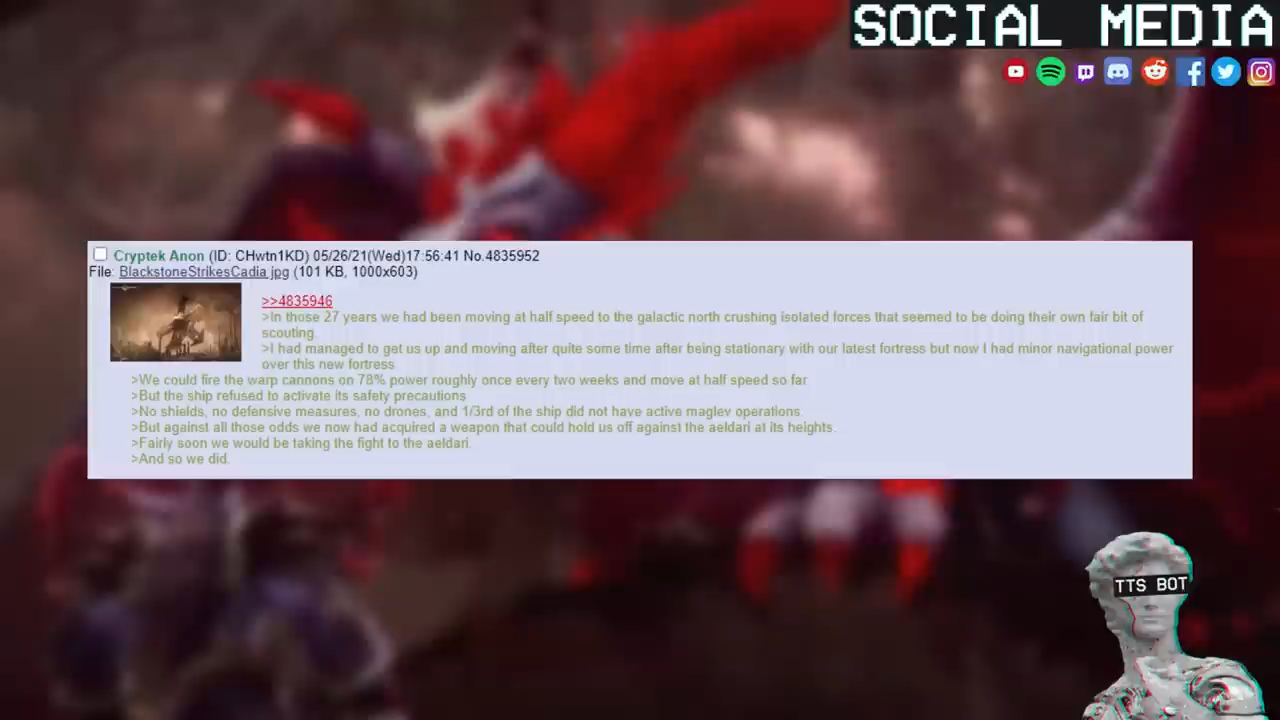 SOCIAL MEDIA
Cryptek Anon (ID: CHwtn1KD) 05/26/21(Wed)17:56:41 No.4835952
File: BlackstoneStrikesCadia.jpg (101 KB, 1000x603)
>>4835946
>In those 27 years we had been moving at half speed to the galactic north crushing isolated forces that seemed to be doing their own fair bit of
scouting.
>I had managed to get us up and moving after quite some time after being stationary with our latest fortress but now I had minor navigational power
over this new fortress
>We could fire the warp cannons on 78% power roughly once every two weeks and move at half speed so far
>But the ship refused to activate its safety precautions
>No shields, no defensive measures, no drones, and 1/3rd of the ship did not have active maglev operations.
>But against all those odds we now had acquired a weapon that could hold us off against the aeldari at its heights.
>Fairly soon we would be taking the fight to the aeldari.
>And so we did.
TTS BOT